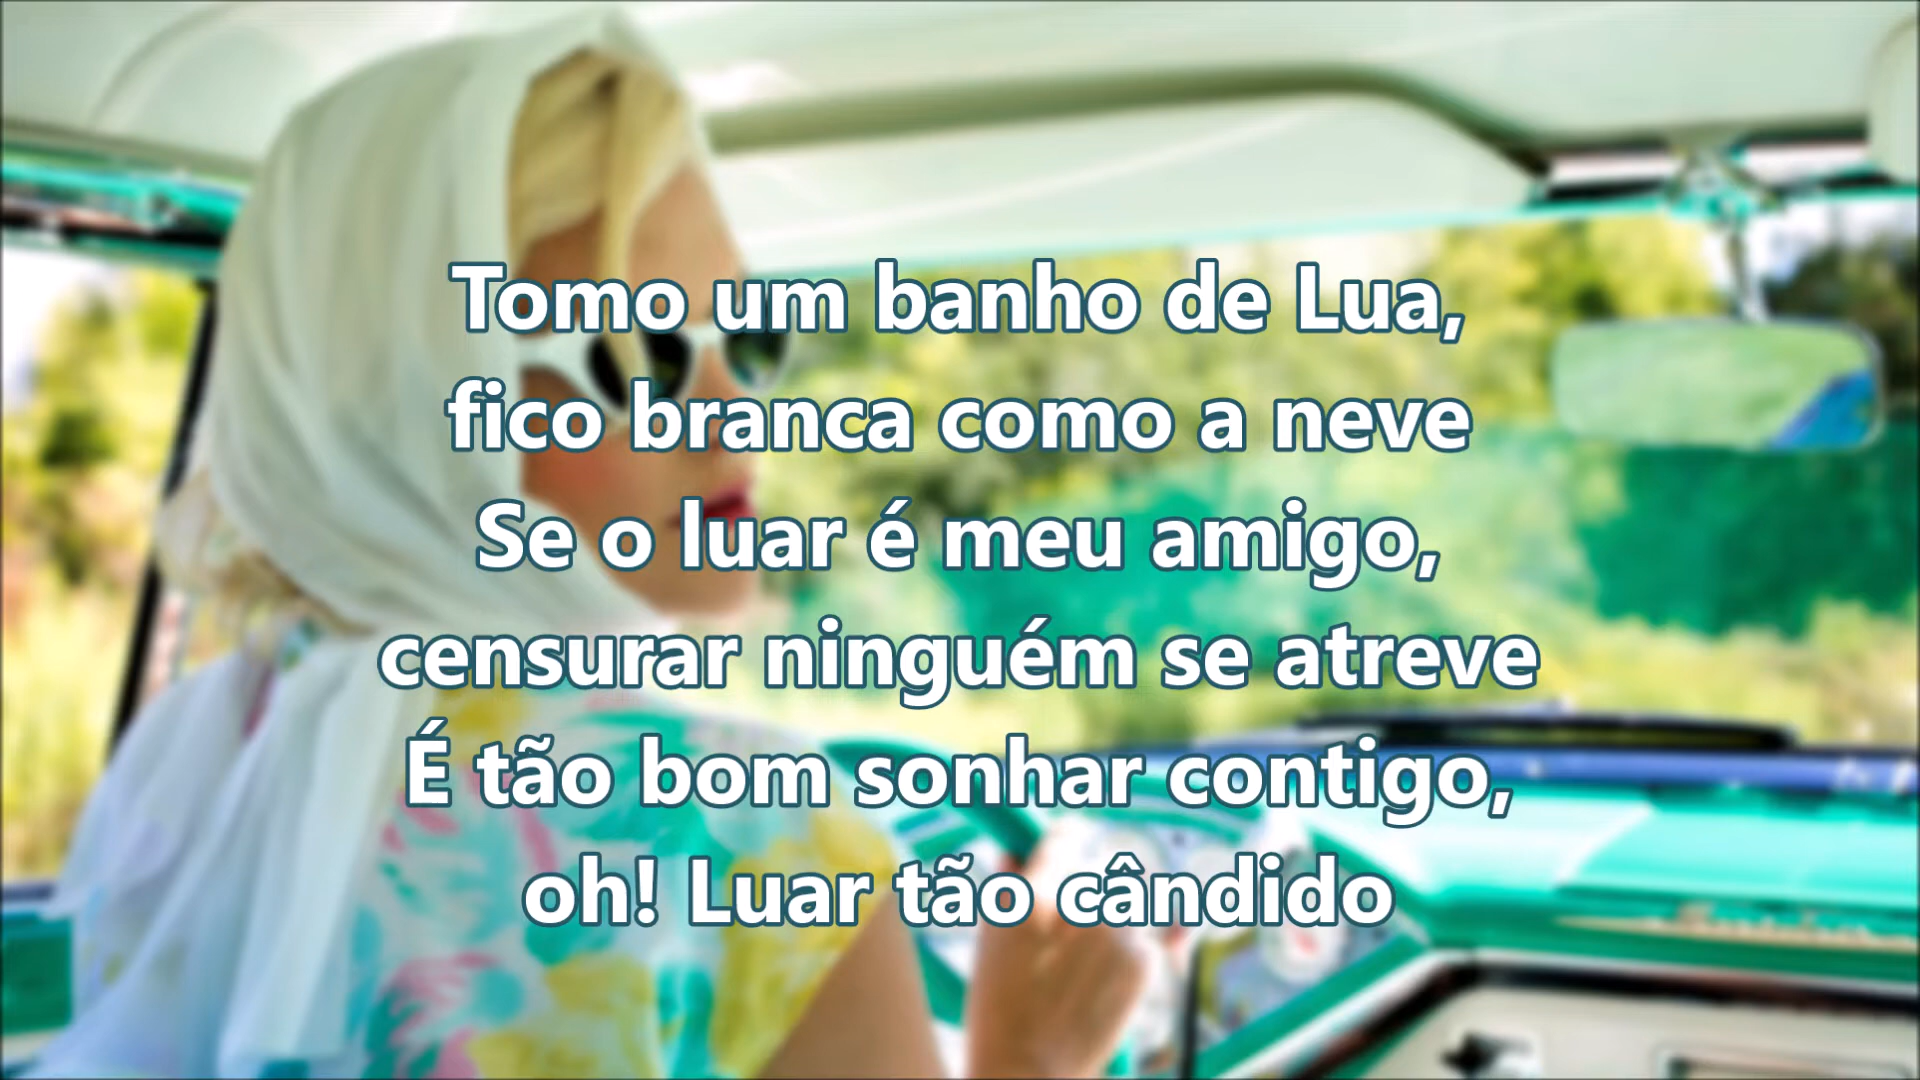 Tomo um banho de Lua,
fico branca como a neve
Se o luar é meu amigo,
censurar ninguém se atreve
É tão bom sonhar contigo,
oh! Luar tão cândido